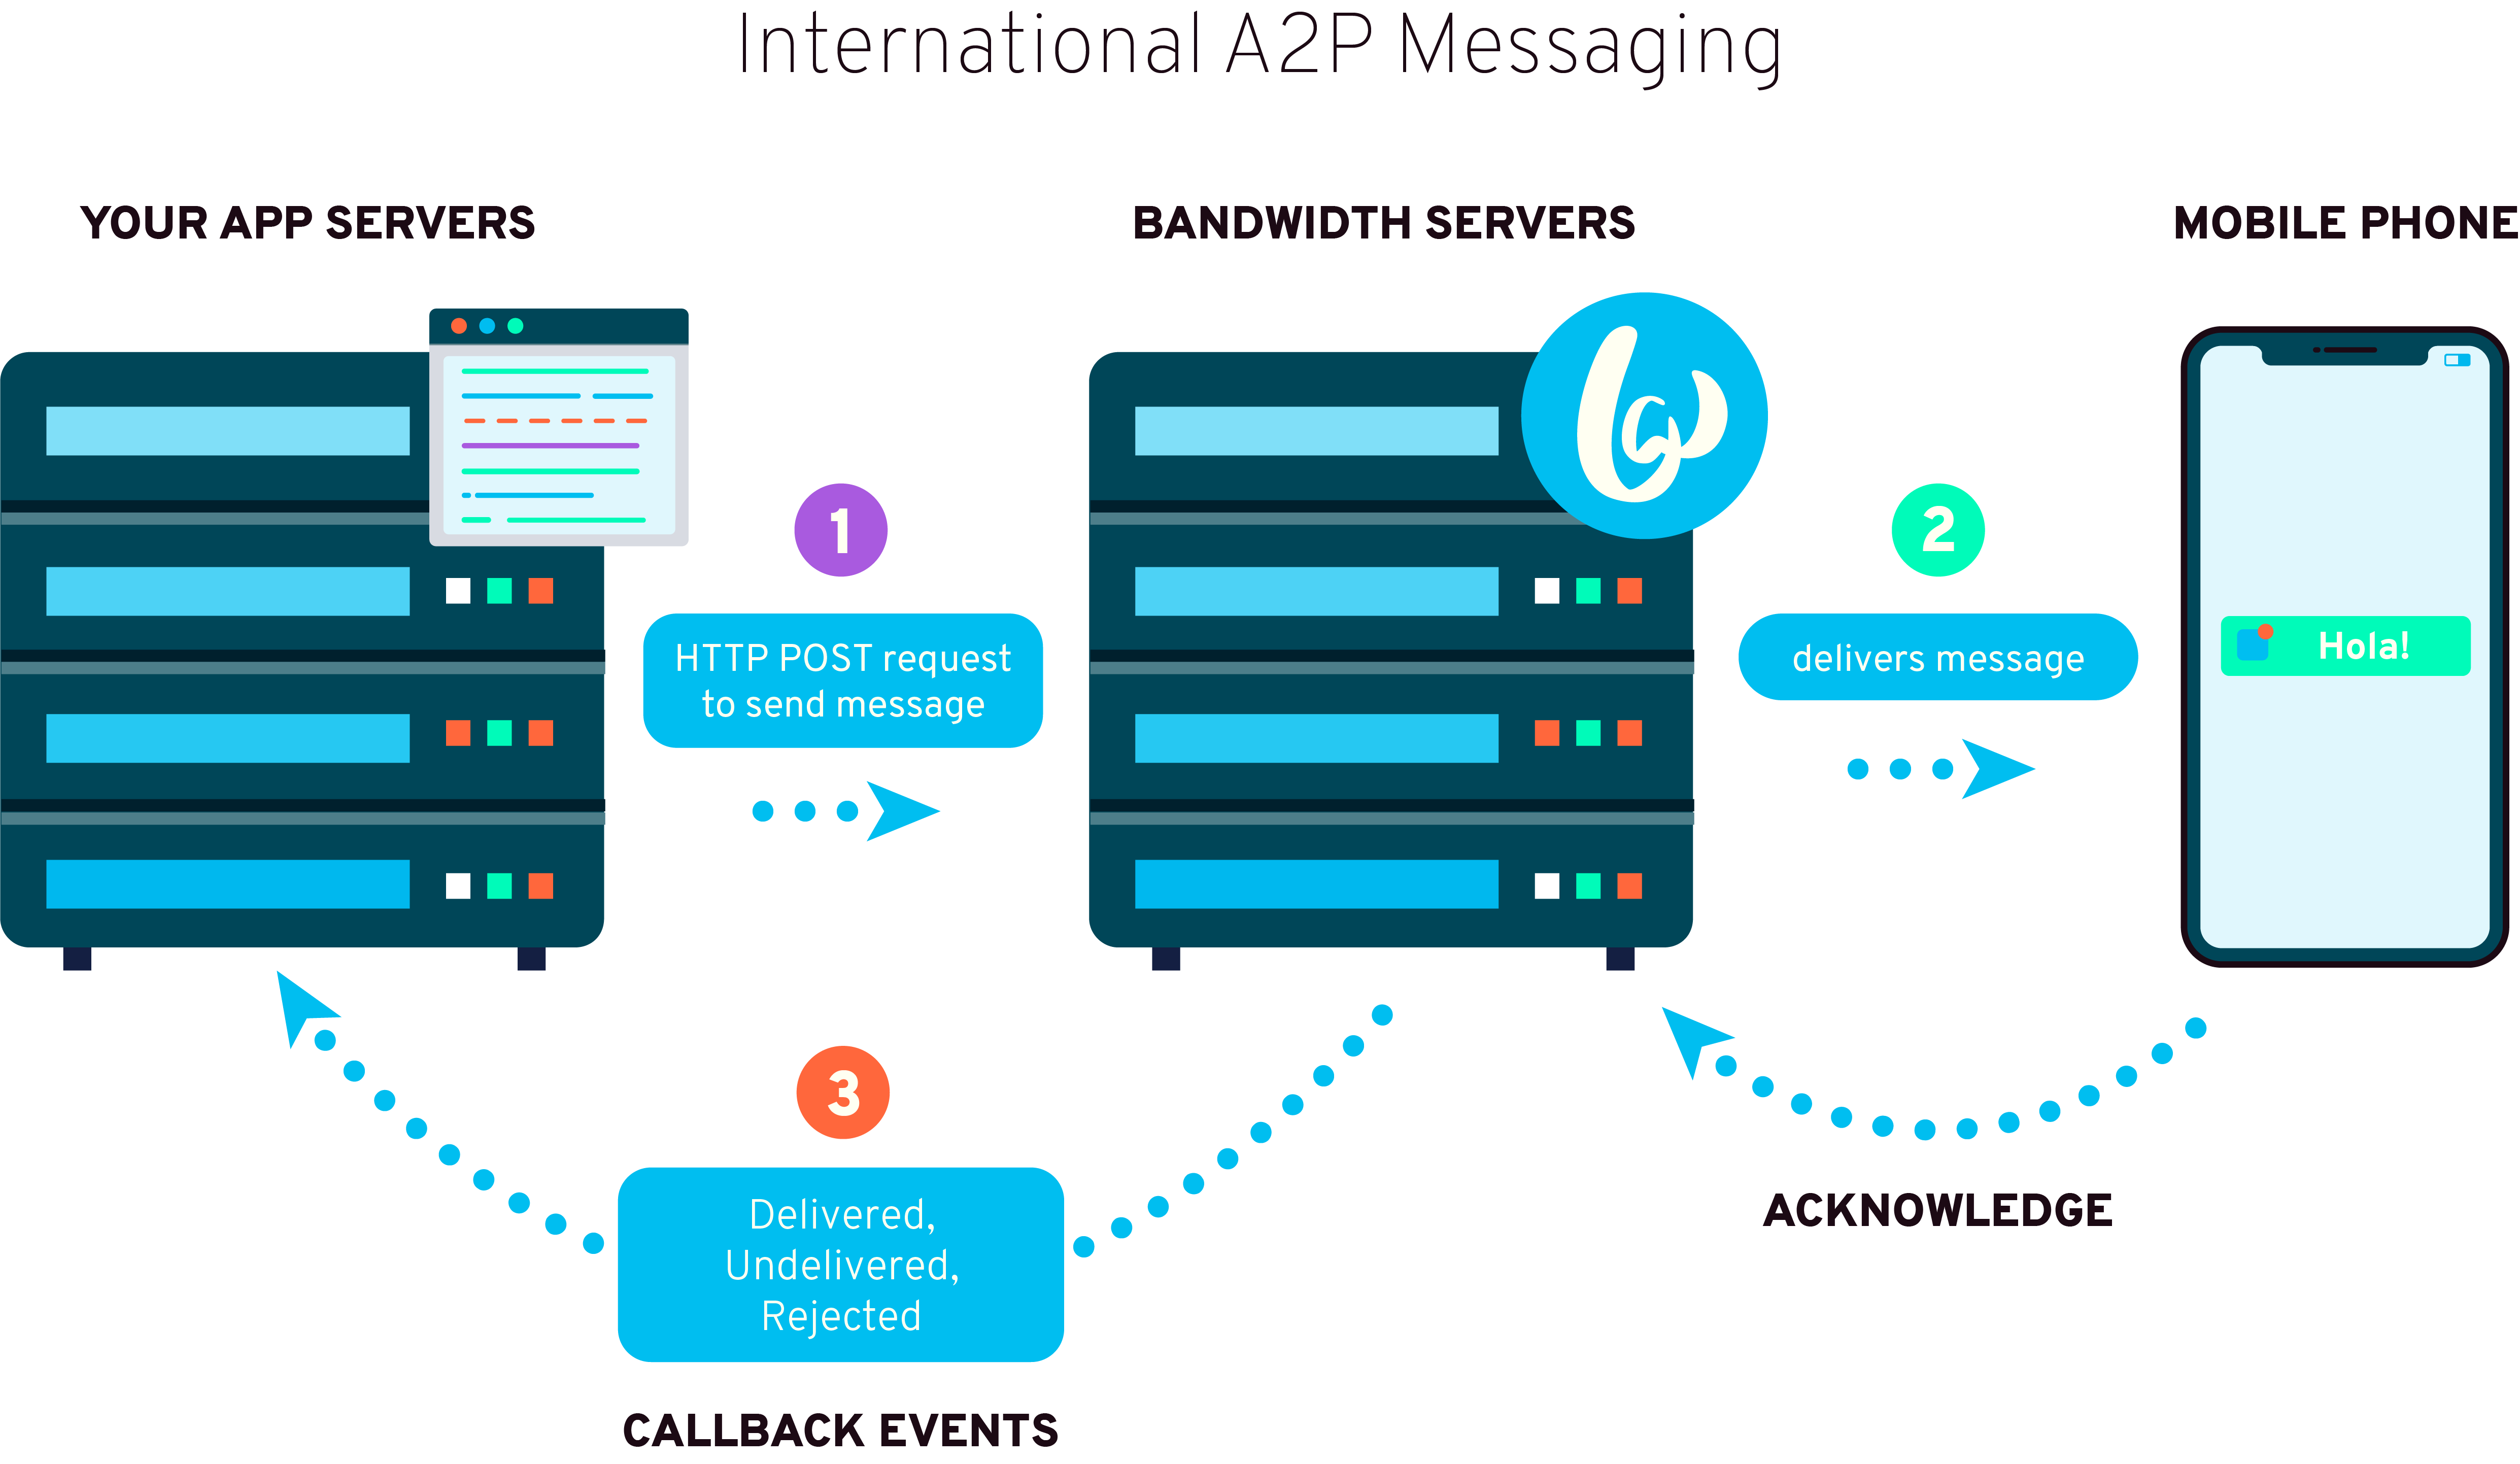 International A2P Messaging
YOUR APP SERVERS
BANDWIDTH SERVERS
MOBILE PHONE
1
HTTP POST request
to send message
2
delivers message
Hola!
3
Delivered,
Undelivered,
Rejected
CALLBACK EVENTS
ACKNOWLEDGE